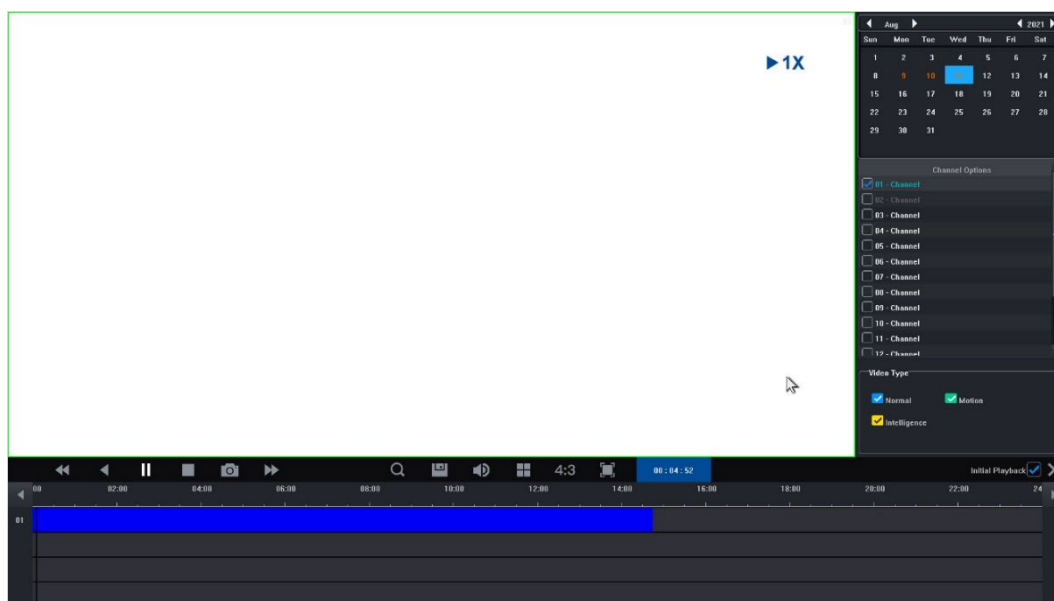 1X
Aug 2021
Sun Mon Tue Wed Thu Fri Sat
1 2 3 4 5 6 7
8 9 10 12 13 14
15 16 17 18 19 20 21
22 23 24 25 26 27 28
29 30 31
Channel Options
01 - Channel
02 - Channel
03 - Channel
04 - Channel
05 - Channel
06 - Channel
07 - Channel
08 - Channel
09 - Channel
10 - Channel
11 - Channel
12 - Channel
Video Type
Normal Motion
Intelligence
4:3 00:04:52 Initial Playback
00 02:00 04:00 06:00 08:00 10:00 12:00 14:00 16:00 18:00 20:00 22:00 24
01